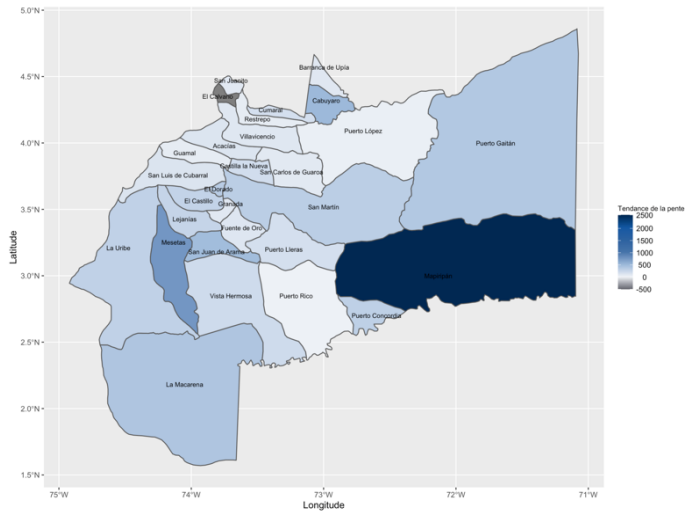 5.0°N
4.5°N
4.0°N
3.5°N
3.0°N
2.5°N
2.0°N
1.5°N
Latitude
Barranca de Upía
San Juanito
El Calvario
Cabuyaro
Cumaral
Restrepo
Puerto López
Villavicencio
Puerto Gaitán
Acacías
Guamal
Castilla la Nueva
San Carlos de Guaroa
San Luis de Cubarral
El Dorado
El Castillo
Granada
San Martín
Lejanías
Fuente de Oro
Mesetas
La Uribe
San Juan de Arama
Puerto Lleras
Mapiripán
Vista Hermosa
Puerto Rico
Puerto Concordia
La Macarena
75°W
74°W
73°W
72°W
71°W
Longitude
Tendance de la pente
2500
2000
1500
1000
500
0
-500